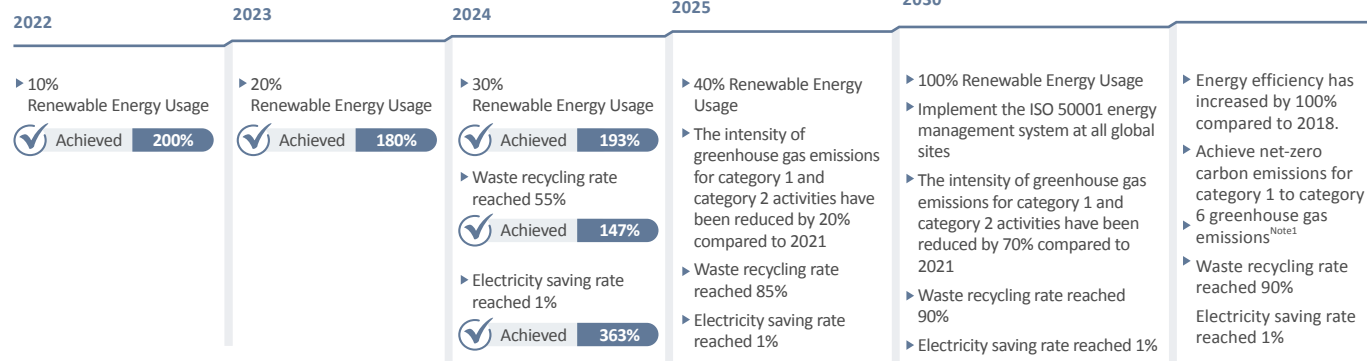 2022
10%
Renewable Energy Usage
Achieved 200%
2023
20%
Renewable Energy Usage
Achieved 180%
2024
30%
Renewable Energy Usage
Achieved 193%
Waste recycling rate
reached 55%
Achieved 147%
Electricity saving rate
reached 1%
Achieved 363%
2025
40% Renewable Energy
Usage
The intensity of
greenhouse gas emissions
for category 1 and
category 2 activities have
been reduced by 20%
compared to 2021
Waste recycling rate
reached 85%
Electricity saving rate
reached 1%
2030
100% Renewable Energy Usage
Implement the ISO 50001 energy
management system at all global
sites
The intensity of greenhouse gas
emissions for category 1 and
category 2 activities have been
reduced by 70% compared to
2021
Waste recycling rate reached
90%
Electricity saving rate reached 1%
Energy efficiency has
increased by 100%
compared to 2018.
Achieve net-zero
carbon emissions for
category 1 to category
6 greenhouse gas
emissions Note1
Waste recycling rate
reached 90%
Electricity saving rate
reached 1%